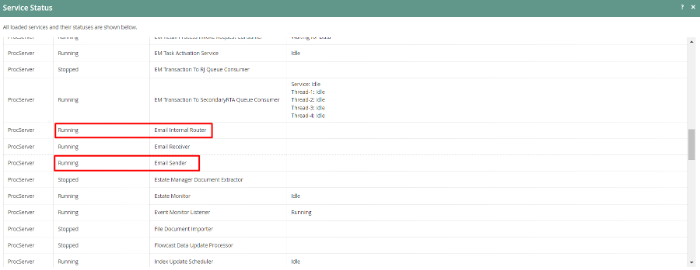 Service Status
? ×
All loaded services and their statuses are shown below.
ProcServer Running EM Task Activation Service Idle
ProcServer Stopped EM Transaction To RJ Queue Consumer
ProcServer Running EM Transaction To SecondaryRTA Queue Consumer
Service: Idle
Thread-1: Idle
Thread-2: Idle
Thread-3: Idle
Thread-4: Idle
ProcServer Running Email Internal Router
ProcServer Running Email Receiver
ProcServer Running Email Sender
ProcServer Stopped Estate Manager Document Extractor
ProcServer Running Estate Monitor Idle
ProcServer Running Event Monitor Listener Running
ProcServer Stopped File Document Importer
ProcServer Stopped Flowcast Data Update Processor
ProcServer Running Index Update Scheduler Idle